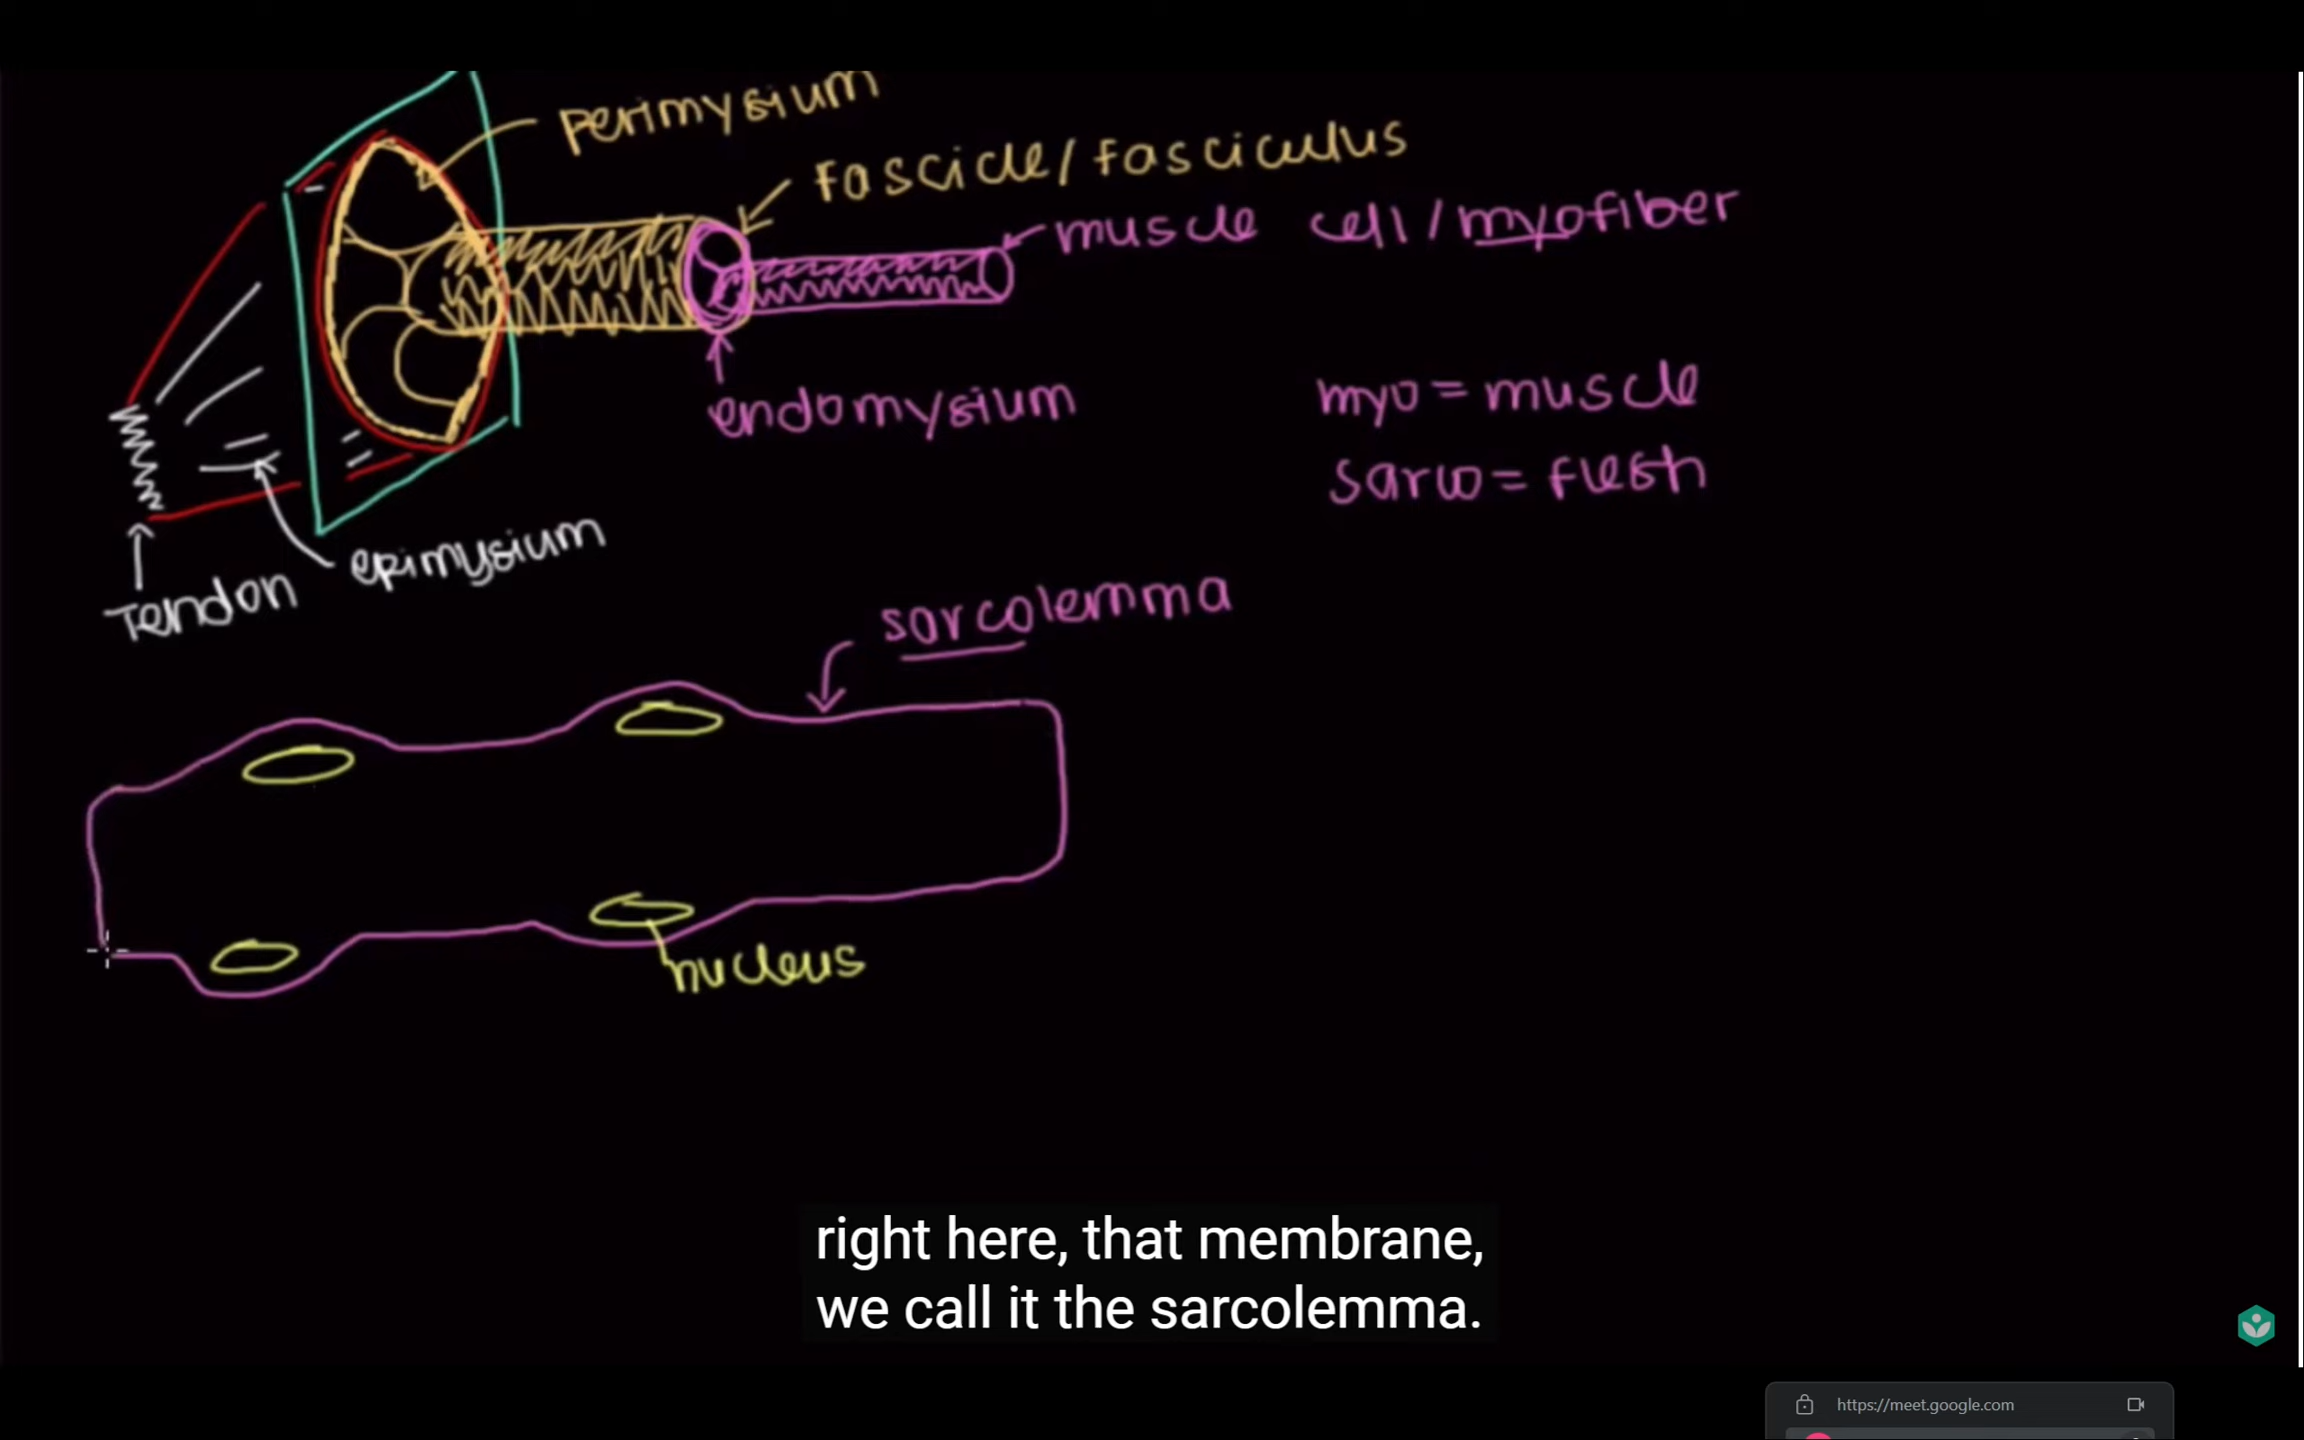 perimysium
fascicle/fasciculus
muscle cell/myofiber
endomysium
myo = muscle
sarco = flesh
epimysium
Tendon
sarcolemma
nucleus
right here, that membrane,
we call it the sarcolemma.
https://meet.google.com